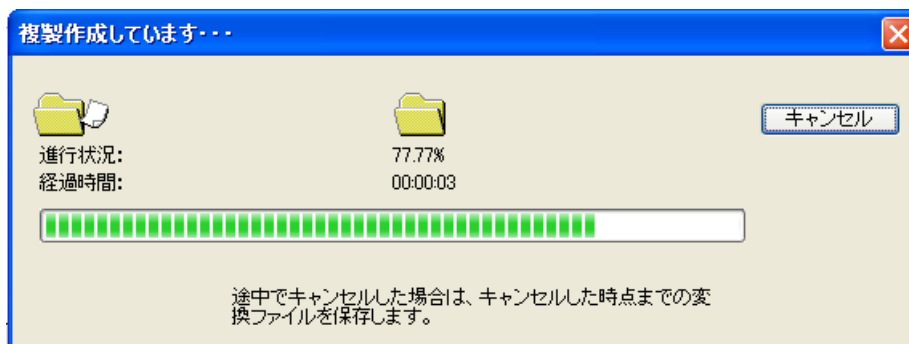 複製作成しています・・・
キャンセル
進行状況: 77.77%
経過時間: 00:00:03
途中でキャンセルした場合は、キャンセルした時点までの変
換ファイルを保存します。